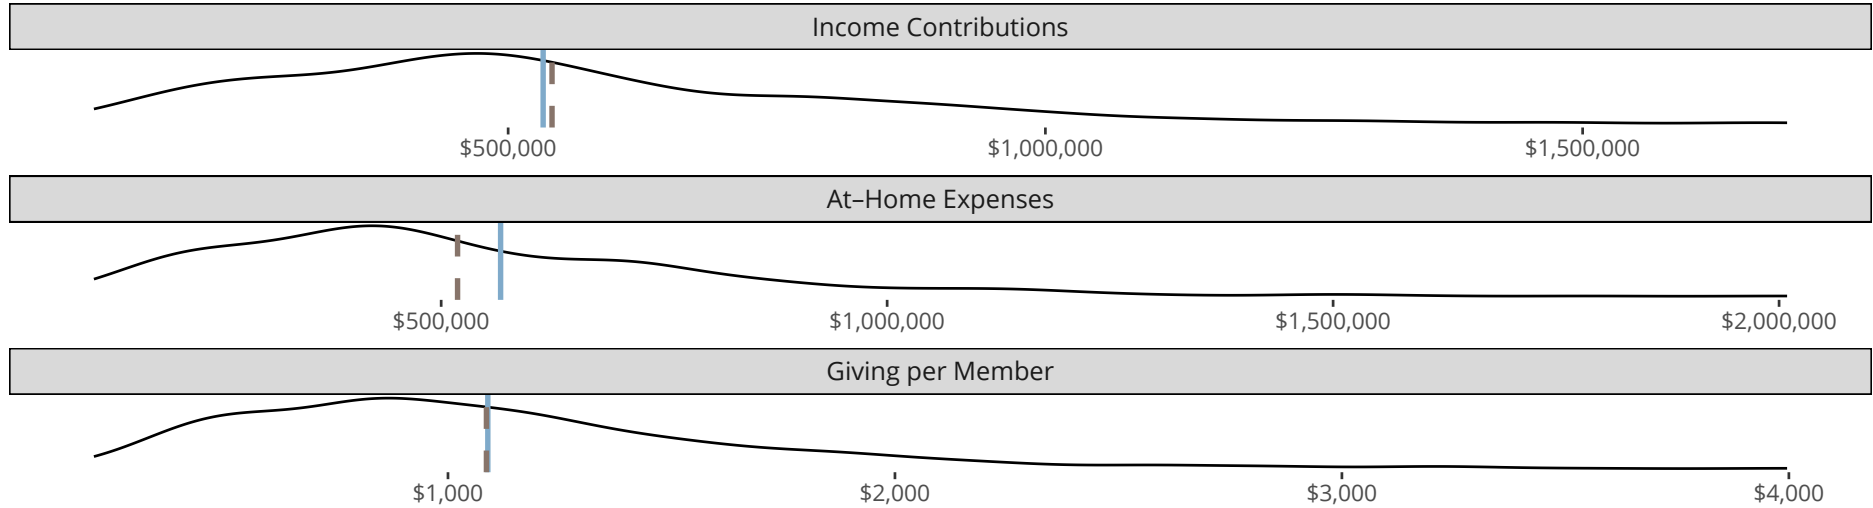 Income Contributions
$500,000 $1,000,000 $1,500,000
At–Home Expenses
$500,000 $1,000,000 $1,500,000 $2,000,000
Giving per Member
$1,000 $2,000 $3,000 $4,000